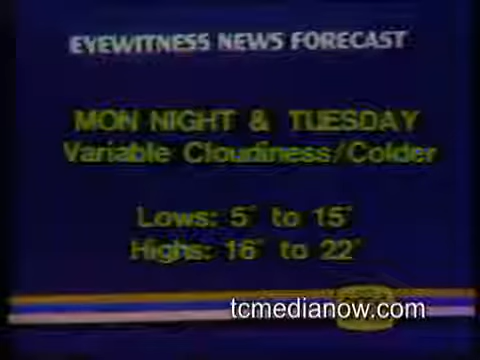 EYEWITNESS NEWS FORECAST
MON NIGHT & TUESDAY
Variable Cloudiness/Colder
Lows: 5° to 15°
Highs: 16° to 22°
tcmedianow.com